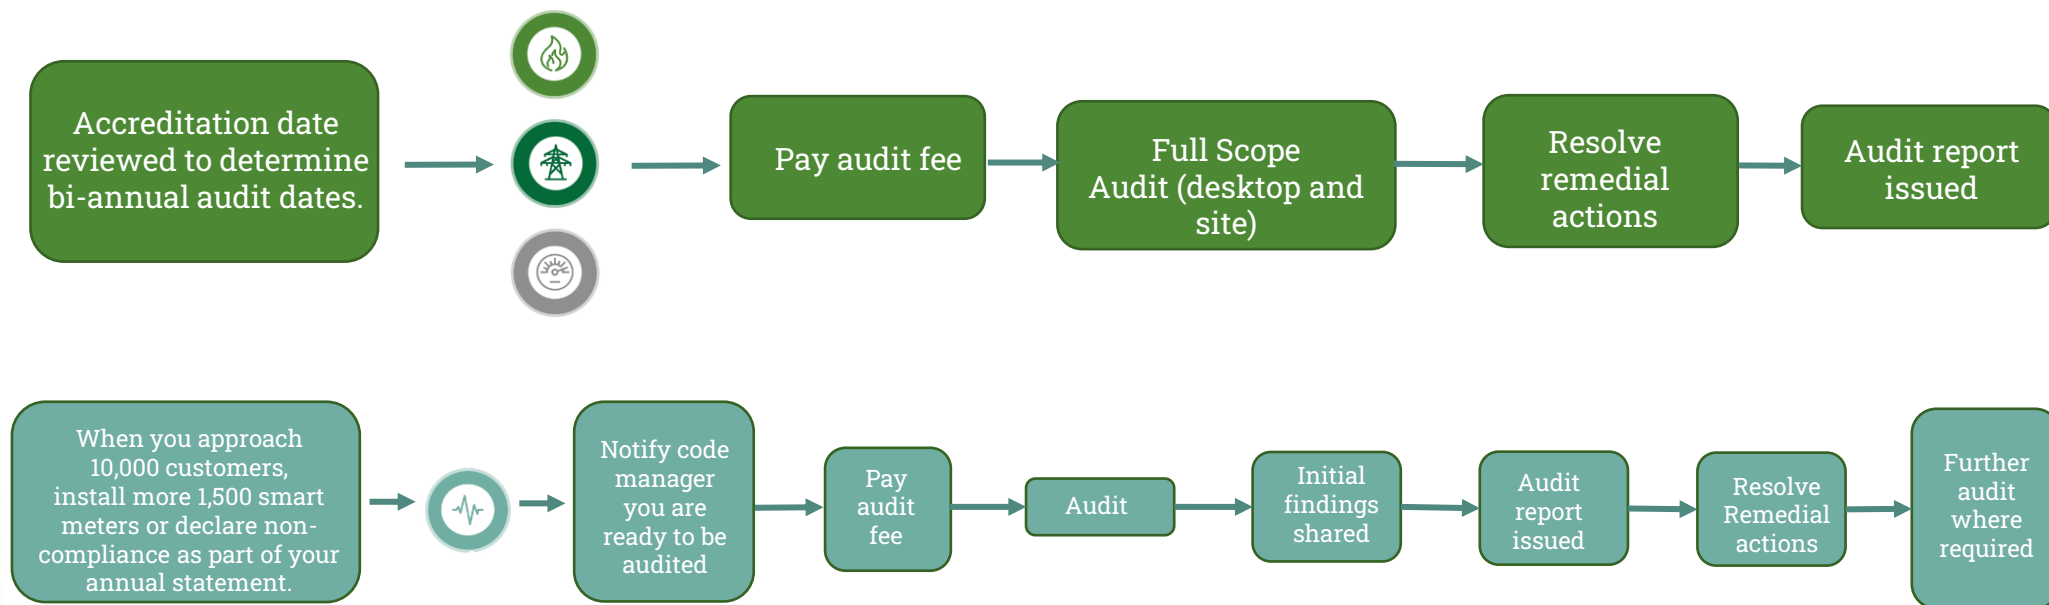 Accreditation date
reviewed to determine
bi-annual audit dates.
Pay audit fee
Full Scope
Audit (desktop and
site)
Resolve
remedial
actions
Audit report
issued
When you approach
10,000 customers,
install more 1,500 smart
meters or declare non-
compliance as part of your
annual statement.
Notify code
manager
you are
ready to be
audited
Pay
audit
fee
Audit
Initial
findings
shared
Audit
report
issued
Resolve
Remedial
actions
Further
audit
where
required